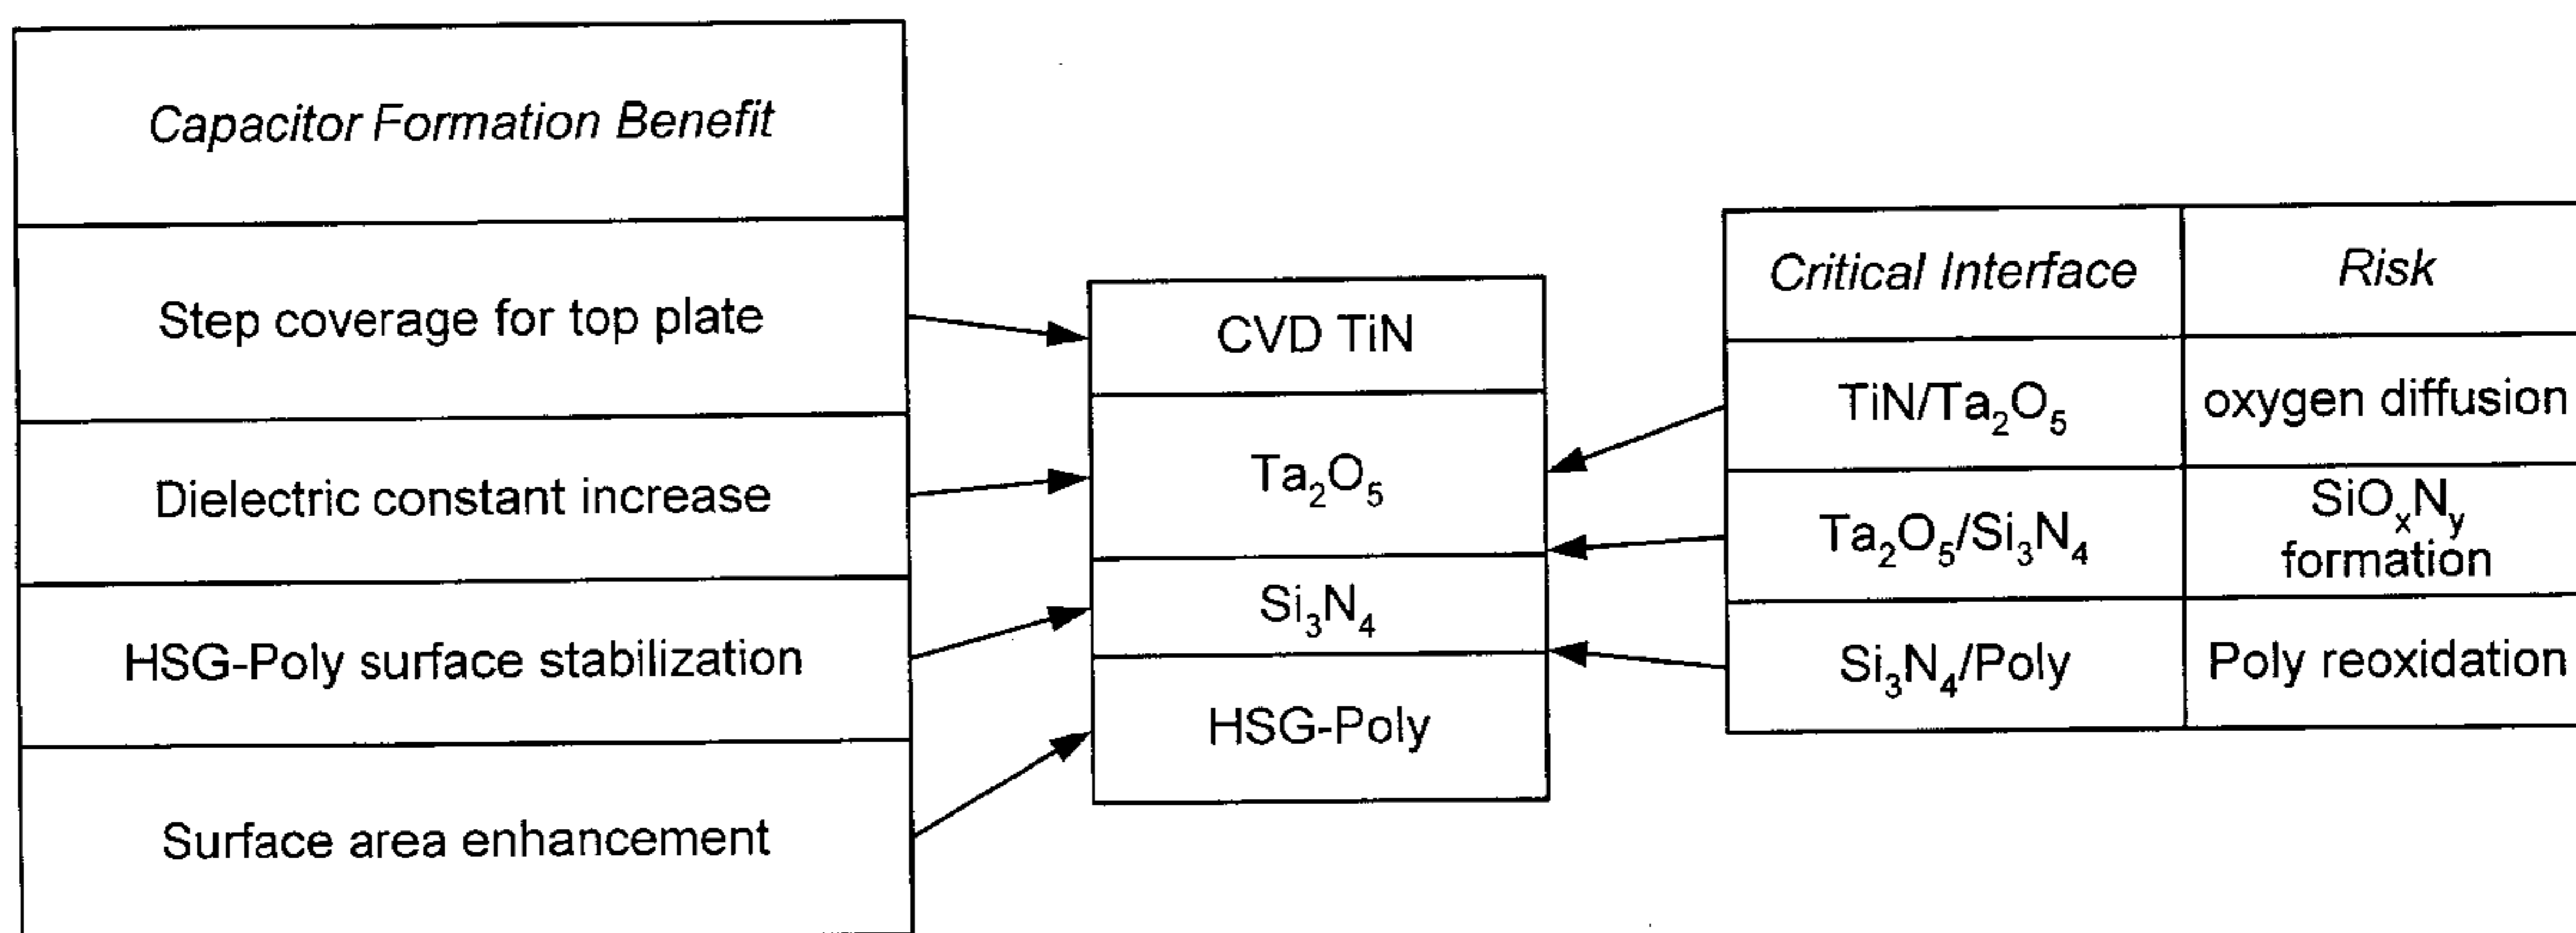 Capacitor Formation Benefit
Step coverage for top plate
Dielectric constant increase
HSG-Poly surface stabilization
Surface area enhancement
CVD TiN
Ta₂O₅
Si₃N₄
HSG-Poly
Critical Interface Risk
TiN/Ta₂O₅ oxygen diffusion
Ta₂O₅/Si₃N₄ SiOₓNᵧ
formation
Si₃N₄/Poly Poly reoxidation